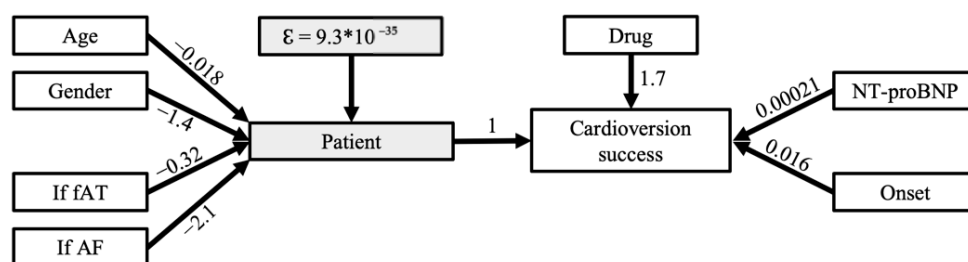 Age
Ɛ = 9.3*10 ⁻³⁵
Drug
−0.018
Gender
1.7
NT-proBNP
−1.4
0.00021
Patient
1
Cardioversion
success
−0.32
0.016
If fAT
Onset
−2.1
If AF